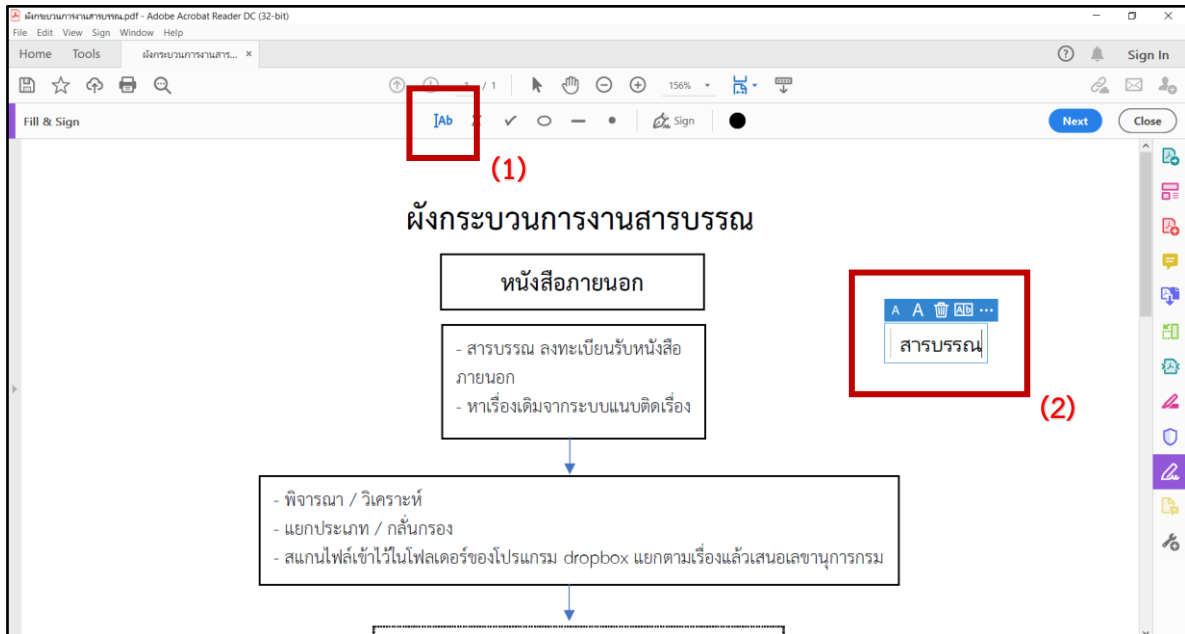 ผังกระบวนการงานสารบรรณ.pdf - Adobe Acrobat Reader DC (32-bit)
File Edit View Sign Window Help
Home Tools ผังกระบวนการงานสาร... × ? Sign In
1 / 1 156%
Fill & Sign IAb Sign Next Close
(1)
ผังกระบวนการงานสารบรรณ
หนังสือภายนอก
A A Ab ...
สารบรรณ
- สารบรรณ ลงทะเบียนรับหนังสือ
ภายนอก
- หาเรื่องเดิมจากระบบแนบติดเรื่อง
(2)
- พิจารณา / วิเคราะห์
- แยกประเภท / กลั่นกรอง
- สแกนไฟล์เข้าไว้ในโฟลเดอร์ของโปรแกรม dropbox แยกตามเรื่องแล้วเสนอเลขานุการกรม